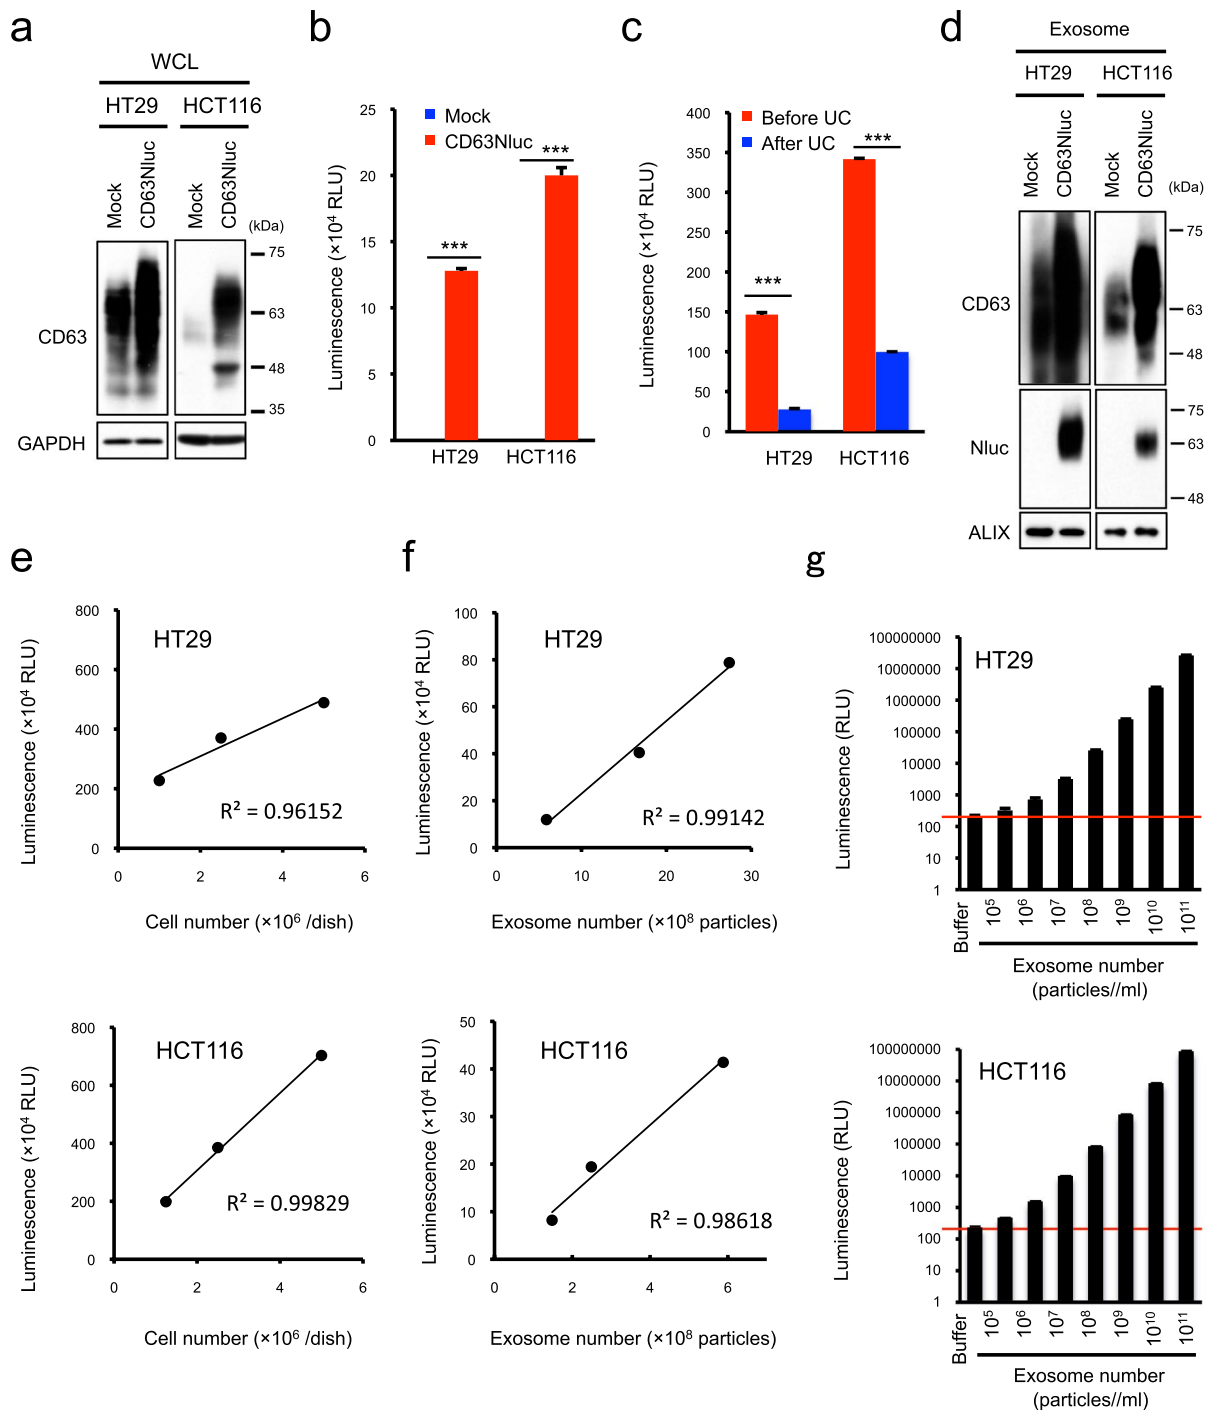 a
WCL
HT29 HCT116
Mock CD63Nluc Mock CD63Nluc (kDa)
75
63
48
35
CD63
GAPDH
b
Luminescence (×10⁴ RLU)
25
20
15
10
5
0
Mock
CD63Nluc
***
***
HT29 HCT116
c
Luminescence (×10⁴ RLU)
400
350
300
250
200
150
100
50
0
Before UC
After UC
***
***
HT29 HCT116
d
Exosome
HT29 HCT116
Mock CD63Nluc Mock CD63Nluc
(kDa)
75
CD63
63
48
75
Nluc
63
48
ALIX
e
Luminescence (×10⁴ RLU)
800
600
400
200
0
HT29
R² = 0.96152
0 2 4 6
Cell number (×10⁶ /dish)
Luminescence (×10⁴ RLU)
800
600
400
200
0
HCT116
R² = 0.99829
0 2 4 6
Cell number (×10⁶ /dish)
f
Luminescence (×10⁴ RLU)
100
80
60
40
20
0
HT29
R² = 0.99142
0 10 20 30
Exosome number (×10⁸ particles)
Luminescence (×10⁴ RLU)
50
40
30
20
10
0
HCT116
R² = 0.98618
0 2 4 6
Exosome number (×10⁸ particles)
g
Luminescence (RLU)
100000000
10000000
1000000
100000
10000
1000
100
10
1
HT29
Buffer 10⁵ 10⁶ 10⁷ 10⁸ 10⁹ 10¹⁰ 10¹¹
Exosome number
(particles//ml)
Luminescence (RLU)
100000000
10000000
1000000
100000
10000
1000
100
10
1
HCT116
Buffer 10⁵ 10⁶ 10⁷ 10⁸ 10⁹ 10¹⁰ 10¹¹
Exosome number
(particles//ml)